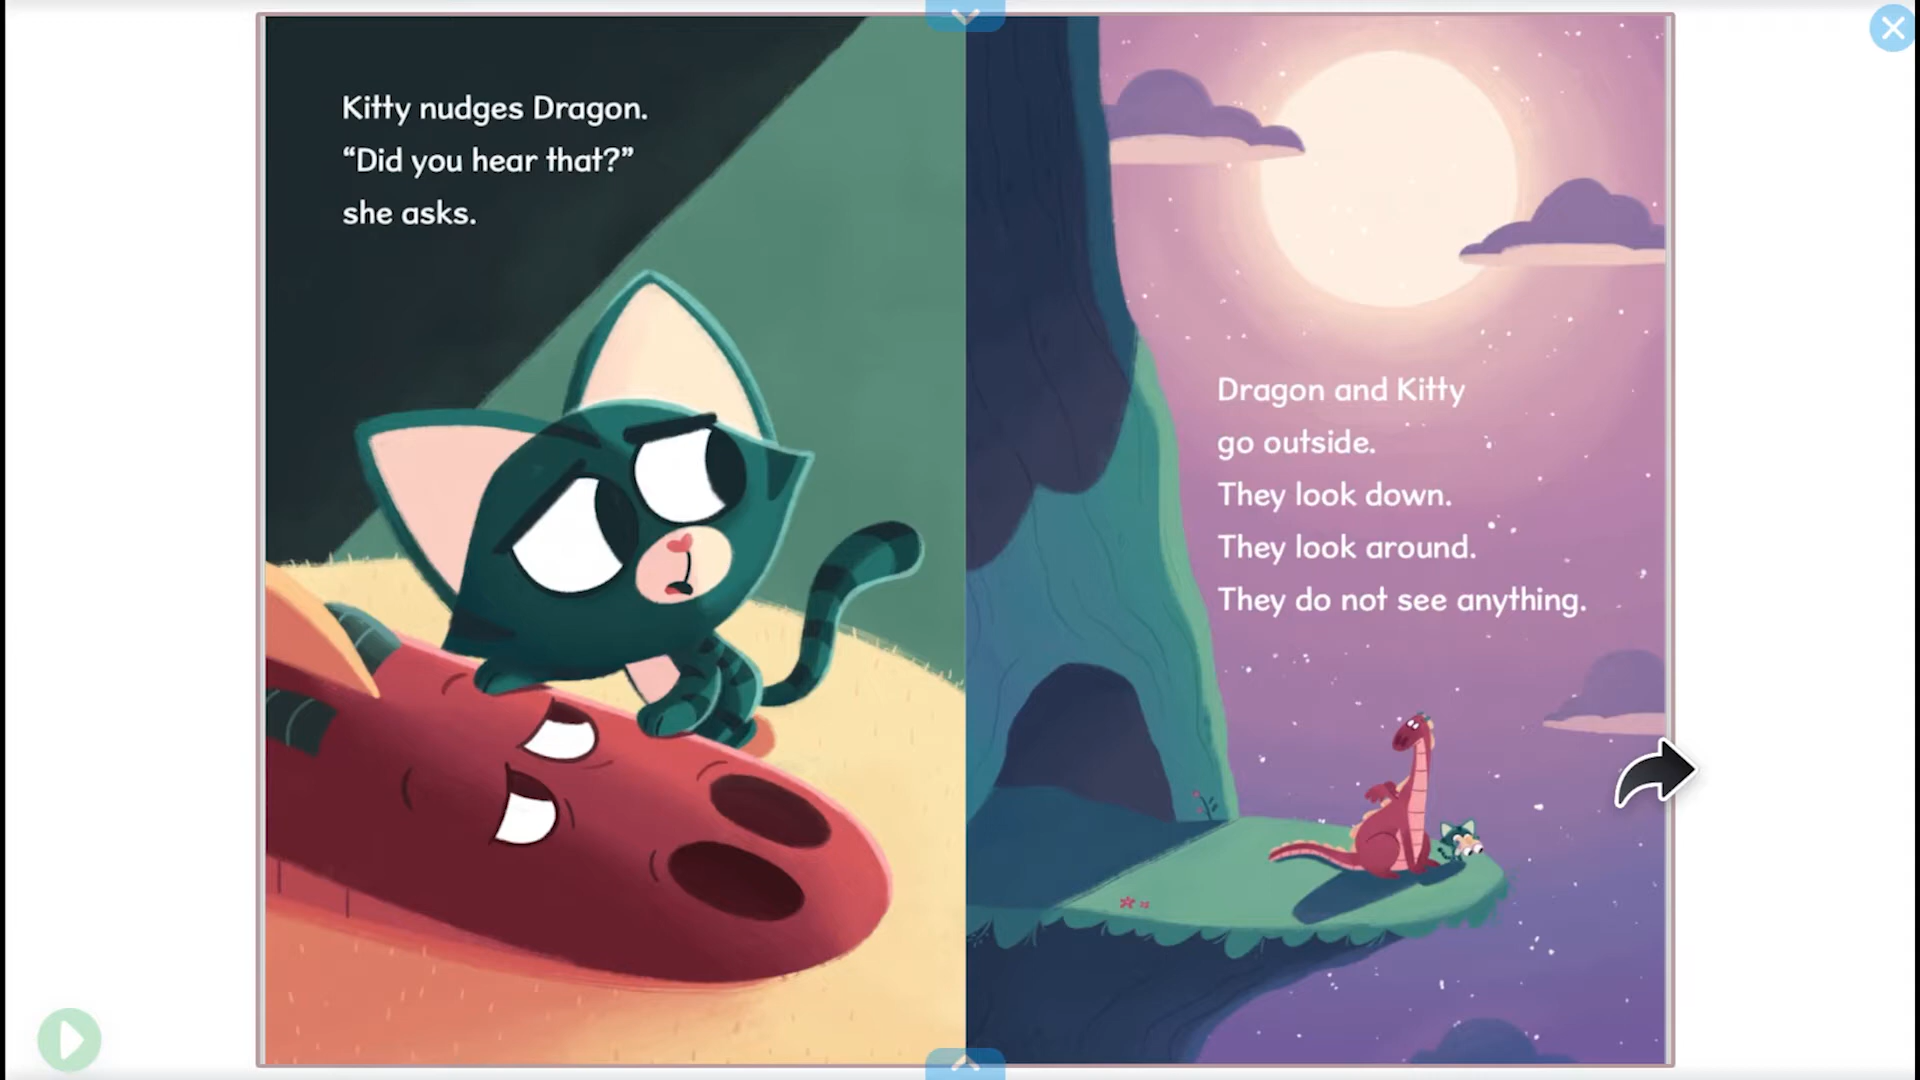 Kitty nudges Dragon.
“Did you hear that?”
she asks.
Dragon and Kitty
go outside.
They look down.
They look around.
They do not see anything.